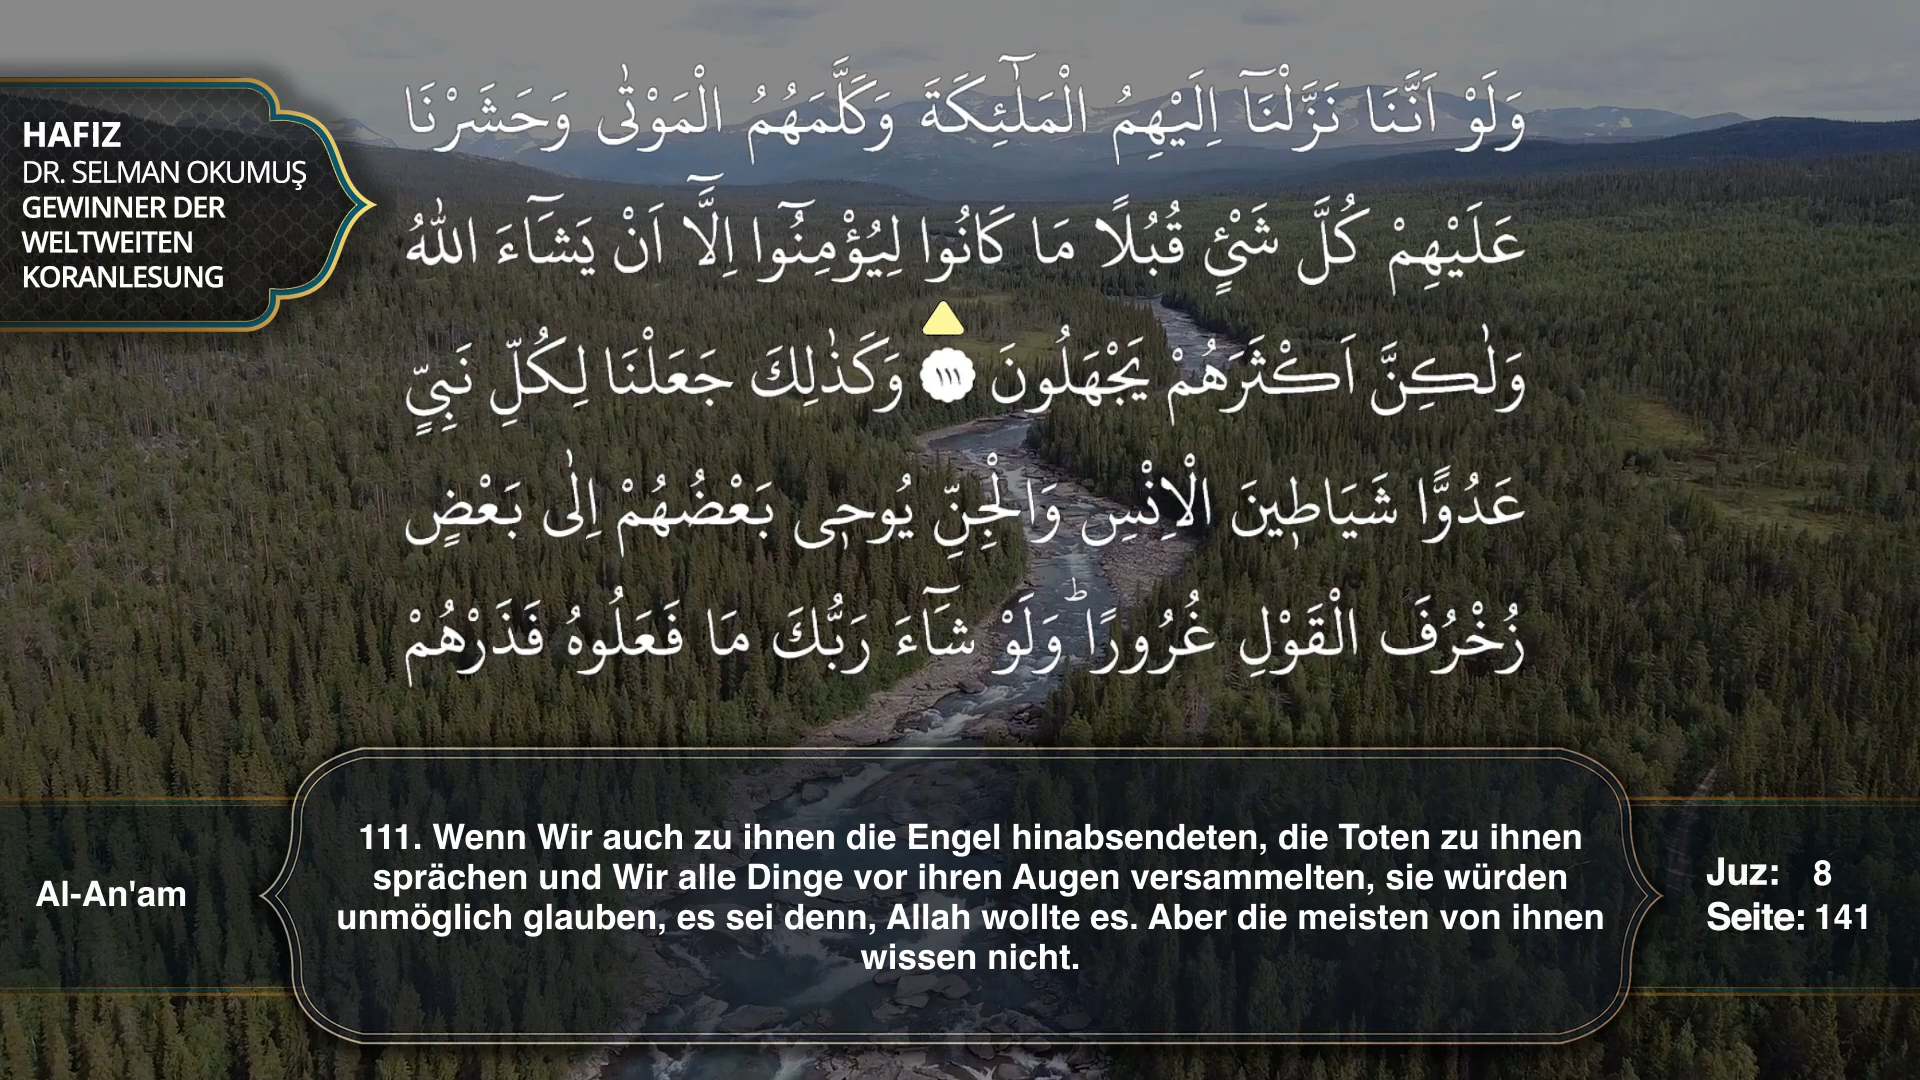 HAFIZ
DR. SELMAN OKUMUŞ
GEWINNER DER
WELTWEITEN
KORANLESUNG
وَلَوْ اَنَّنَا نَزَّلْنَٓا اِلَيْهِمُ الْمَلٰٓئِكَةَ وَكَلَّمَهُمُ الْمَوْتٰى وَحَشَرْنَا
عَلَيْهِمْ كُلَّ شَيْءٍ قُبُلًا مَا كَانُوا لِيُؤْمِنُٓوا اِلَّٓا اَنْ يَشَٓاءَ اللّٰهُ
وَلٰكِنَّ اَكْثَرَهُمْ يَجْهَلُونَ ١١١ وَكَذٰلِكَ جَعَلْنَا لِكُلِّ نَبِيٍّ
عَدُوًّا شَيَاطٖينَ الْاِنْسِ وَالْجِنِّ يُوحٖى بَعْضُهُمْ اِلٰى بَعْضٍ
زُخْرُفَ الْقَوْلِ غُرُورًاؕ وَلَوْ شَٓاءَ رَبُّكَ مَا فَعَلُوهُ فَذَرْهُمْ
111. Wenn Wir auch zu ihnen die Engel hinabsendeten, die Toten zu ihnen
sprächen und Wir alle Dinge vor ihren Augen versammelten, sie würden
unmöglich glauben, es sei denn, Allah wollte es. Aber die meisten von ihnen
wissen nicht.
Al-An'am
Juz: 8
Seite: 141